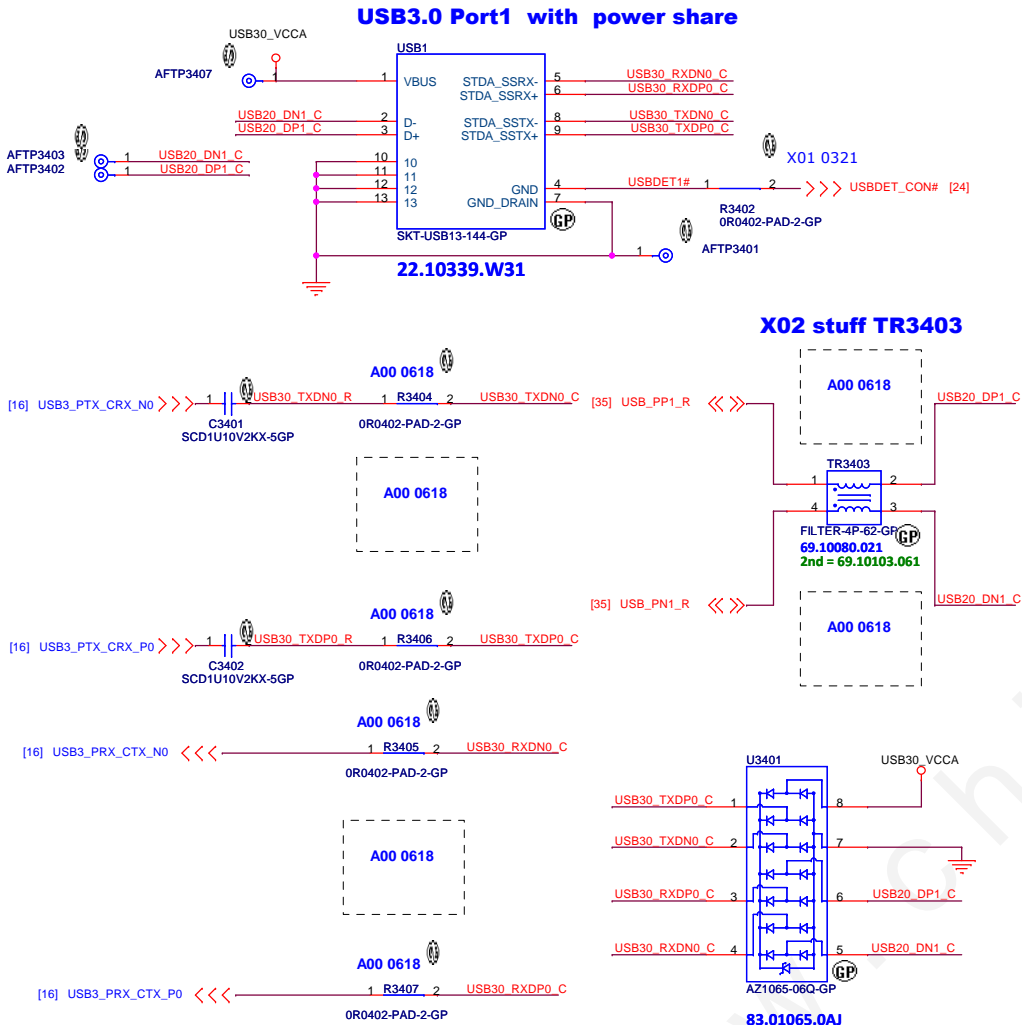 USB3.0 Port1 with power share
USB30_VCCA
AFTP3407
1
USB1
1 VBUS
STDA_SSRX- 5 USB30_RXDN0_C
STDA_SSRX+ 6 USB30_RXDP0_C
USB20_DN1_C 2 D-
USB20_DP1_C 3 D+
STDA_SSTX- 8 USB30_TXDN0_C
STDA_SSTX+ 9 USB30_TXDP0_C
AFTP3403 1 USB20_DN1_C
AFTP3402 1 USB20_DP1_C
10 10
11 11
12 12
13 13
GND 4 USBDET1#
GND_DRAIN 7
X01 0321
1 2 USBDET_CON# [24]
R3402
0R0402-PAD-2-GP
GP
SKT-USB13-144-GP
22.10339.W31
1 AFTP3401
X02 stuff TR3403
A00 0618
[16] USB3_PTX_CRX_N0 1 USB30_TXDN0_R 1 R3404 2 USB30_TXDN0_C
C3401
SCD1U10V2KX-5GP
0R0402-PAD-2-GP
A00 0618
A00 0618
[35] USB_PP1_R
USB20_DP1_C
TR3403
1 2
4 3
FILTER-4P-62-GP
GP
69.10080.021
2nd = 69.10103.061
[35] USB_PN1_R
USB20_DN1_C
A00 0618
A00 0618
[16] USB3_PTX_CRX_P0 1 USB30_TXDP0_R 1 R3406 2 USB30_TXDP0_C
C3402
SCD1U10V2KX-5GP
0R0402-PAD-2-GP
A00 0618
[16] USB3_PRX_CTX_N0 1 R3405 2 USB30_RXDN0_C
0R0402-PAD-2-GP
A00 0618
A00 0618
[16] USB3_PRX_CTX_P0 1 R3407 2 USB30_RXDP0_C
0R0402-PAD-2-GP
U3401
USB30_VCCA
USB30_TXDP0_C 1 8
USB30_TXDN0_C 2 7
USB30_RXDP0_C 3 6 USB20_DP1_C
USB30_RXDN0_C 4 5 USB20_DN1_C
AZ1065-06Q-GP
GP
83.01065.0AJ